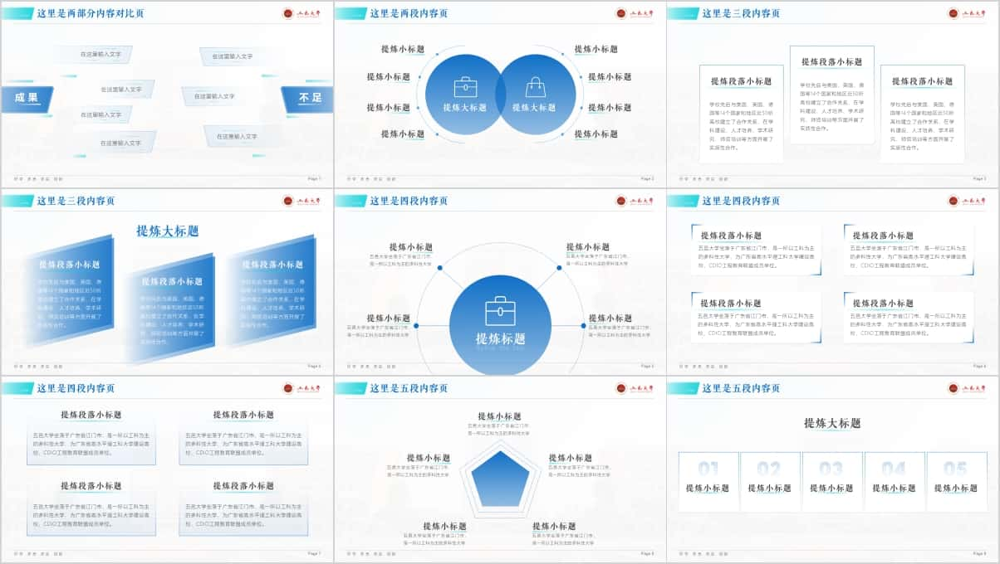 这里是两部分内容对比页
五邑大学
在这里输入文字
在这里输入文字
在这里输入文字
在这里输入文字
成果
不足
在这里输入文字
在这里输入文字
在这里输入文字
Page 1
这里是两段内容页
五邑大学
提炼小标题
提炼小标题
提炼小标题
提炼小标题
提炼大标题
提炼大标题
提炼小标题
提炼小标题
提炼小标题
提炼小标题
Page 2
这里是三段内容页
五邑大学
提炼段落小标题
学校先后与美国、英国、德
国等14个国家和地区近50所
高校建立了合作关系，在学
科建设、人才培养、学术研
究、师资培训等方面开展了
实质性合作。
提炼段落小标题
学校先后与美国、英国、德
国等14个国家和地区近50所
高校建立了合作关系，在学
科建设、人才培养、学术研
究、师资培训等方面开展了
实质性合作。
提炼段落小标题
学校先后与美国、英国、德
国等14个国家和地区近50所
高校建立了合作关系，在学
科建设、人才培养、学术研
究、师资培训等方面开展了
实质性合作。
Page 3
这里是三段内容页
五邑大学
提炼大标题
提炼段落小标题
学校先后与美国、英国、德
国等14个国家和地区近50所
高校建立了合作关系，在学
科建设、人才培养、学术研
究、师资培训等方面开展了
实质性合作。
提炼段落小标题
学校先后与美国、英国、德
国等14个国家和地区近50所
高校建立了合作关系，在学
科建设、人才培养、学术研
究、师资培训等方面开展了
实质性合作。
提炼段落小标题
学校先后与美国、英国、德
国等14个国家和地区近50所
高校建立了合作关系，在学
科建设、人才培养、学术研
究、师资培训等方面开展了
实质性合作。
Page 4
这里是四段内容页
五邑大学
提炼小标题
五邑大学坐落于广东省江门市，
是一所以工科为主的多科性大学
提炼小标题
五邑大学坐落于广东省江门市，
是一所以工科为主的多科性大学
提炼标题
提炼小标题
五邑大学坐落于广东省江门市，
是一所以工科为主的多科性大学
提炼小标题
五邑大学坐落于广东省江门市，
是一所以工科为主的多科性大学
Page 5
这里是四段内容页
五邑大学
提炼段落小标题
五邑大学坐落于广东省江门市，是一所以工科为主
的多科性大学，为广东省高水平理工科大学建设高
校、CDIO工程教育联盟成员单位。
提炼段落小标题
五邑大学坐落于广东省江门市，是一所以工科为主
的多科性大学，为广东省高水平理工科大学建设高
校、CDIO工程教育联盟成员单位。
提炼段落小标题
五邑大学坐落于广东省江门市，是一所以工科为主
的多科性大学，为广东省高水平理工科大学建设高
校、CDIO工程教育联盟成员单位。
提炼段落小标题
五邑大学坐落于广东省江门市，是一所以工科为主
的多科性大学，为广东省高水平理工科大学建设高
校、CDIO工程教育联盟成员单位。
Page 6
这里是四段内容页
五邑大学
提炼段落小标题
五邑大学坐落于广东省江门市，是一所以工科为主
的多科性大学，为广东省高水平理工科大学建设高
校、CDIO工程教育联盟成员单位。
提炼段落小标题
五邑大学坐落于广东省江门市，是一所以工科为主
的多科性大学，为广东省高水平理工科大学建设高
校、CDIO工程教育联盟成员单位。
提炼段落小标题
五邑大学坐落于广东省江门市，是一所以工科为主
的多科性大学，为广东省高水平理工科大学建设高
校、CDIO工程教育联盟成员单位。
提炼段落小标题
五邑大学坐落于广东省江门市，是一所以工科为主
的多科性大学，为广东省高水平理工科大学建设高
校、CDIO工程教育联盟成员单位。
Page 7
这里是五段内容页
五邑大学
提炼小标题
五邑大学坐落于广东省江门市，
是一所以工科为主的多科性大学
提炼小标题
五邑大学坐落于广东省江门市，
是一所以工科为主的多科性大学
提炼小标题
五邑大学坐落于广东省江门市，
是一所以工科为主的多科性大学
提炼小标题
五邑大学坐落于广东省江门市，
是一所以工科为主的多科性大学
提炼小标题
五邑大学坐落于广东省江门市，
是一所以工科为主的多科性大学
Page 8
这里是五段内容页
五邑大学
提炼大标题
01
提炼小标题
02
提炼小标题
03
提炼小标题
04
提炼小标题
05
提炼小标题
Page 9